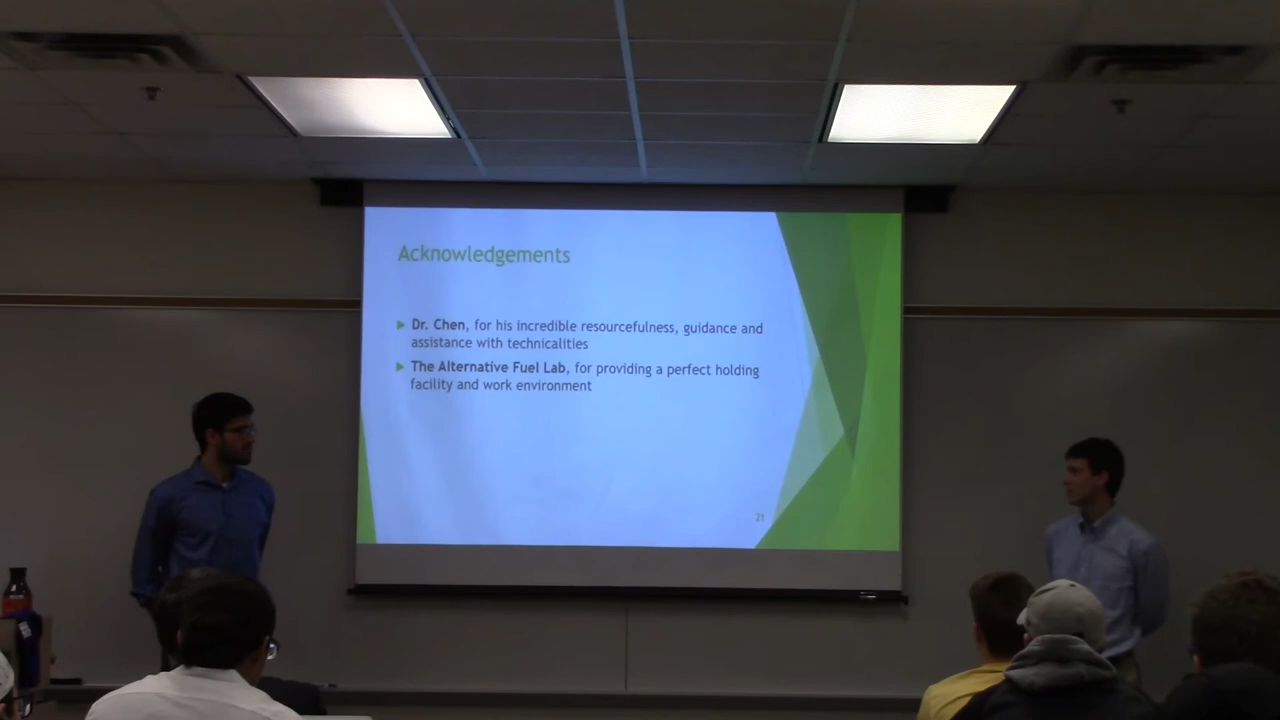 Acknowledgements
Dr. Chen, for his incredible resourcefulness, guidance and
assistance with technicalities
The Alternative Fuel Lab, for providing a perfect holding
facility and work environment
21